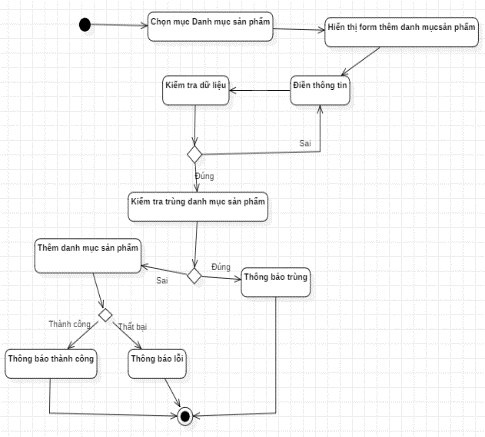 Chọn mục Danh mục sản phẩm
Hiển thị form thêm danh mụcsản phẩm
Kiểm tra dữ liệu
Điền thông tin
Sai
Đúng
Kiểm tra trùng danh mục sản phẩm
Thêm danh mục sản phẩm
Đúng
Thông báo trùng
Sai
Thành công
Thất bại
Thông báo thành công
Thông báo lỗi